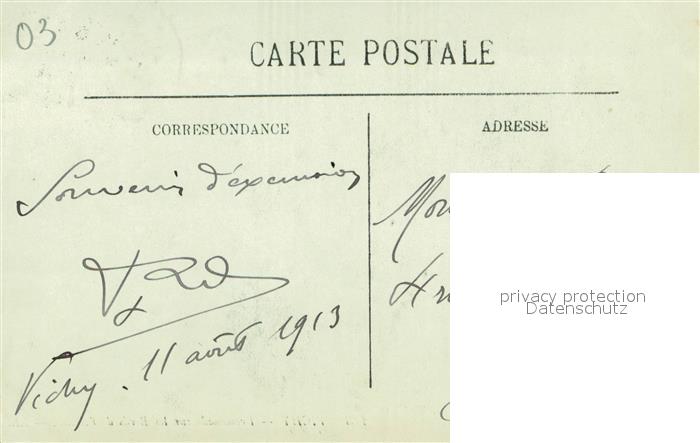 03
CARTE POSTALE
CORRESPONDANCE
ADRESSE
Souvenir d'excursion
Vichy. 11 août 1913
privacy protection
Datenschutz